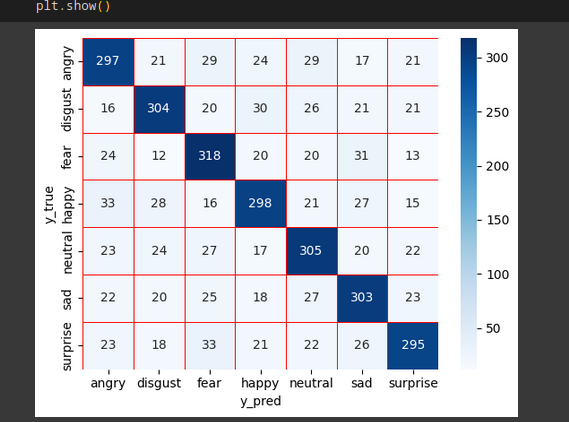 plt.show()
angry 297 21 29 24 29 17 21
disgust 16 304 20 30 26 21 21
fear 24 12 318 20 20 31 13
happy 33 28 16 298 21 27 15
neutral 23 24 27 17 305 20 22
sad 22 20 25 18 27 303 23
surprise 23 18 33 21 22 26 295
y_true
angry disgust fear happy neutral sad surprise
y_pred
300
250
200
150
100
50